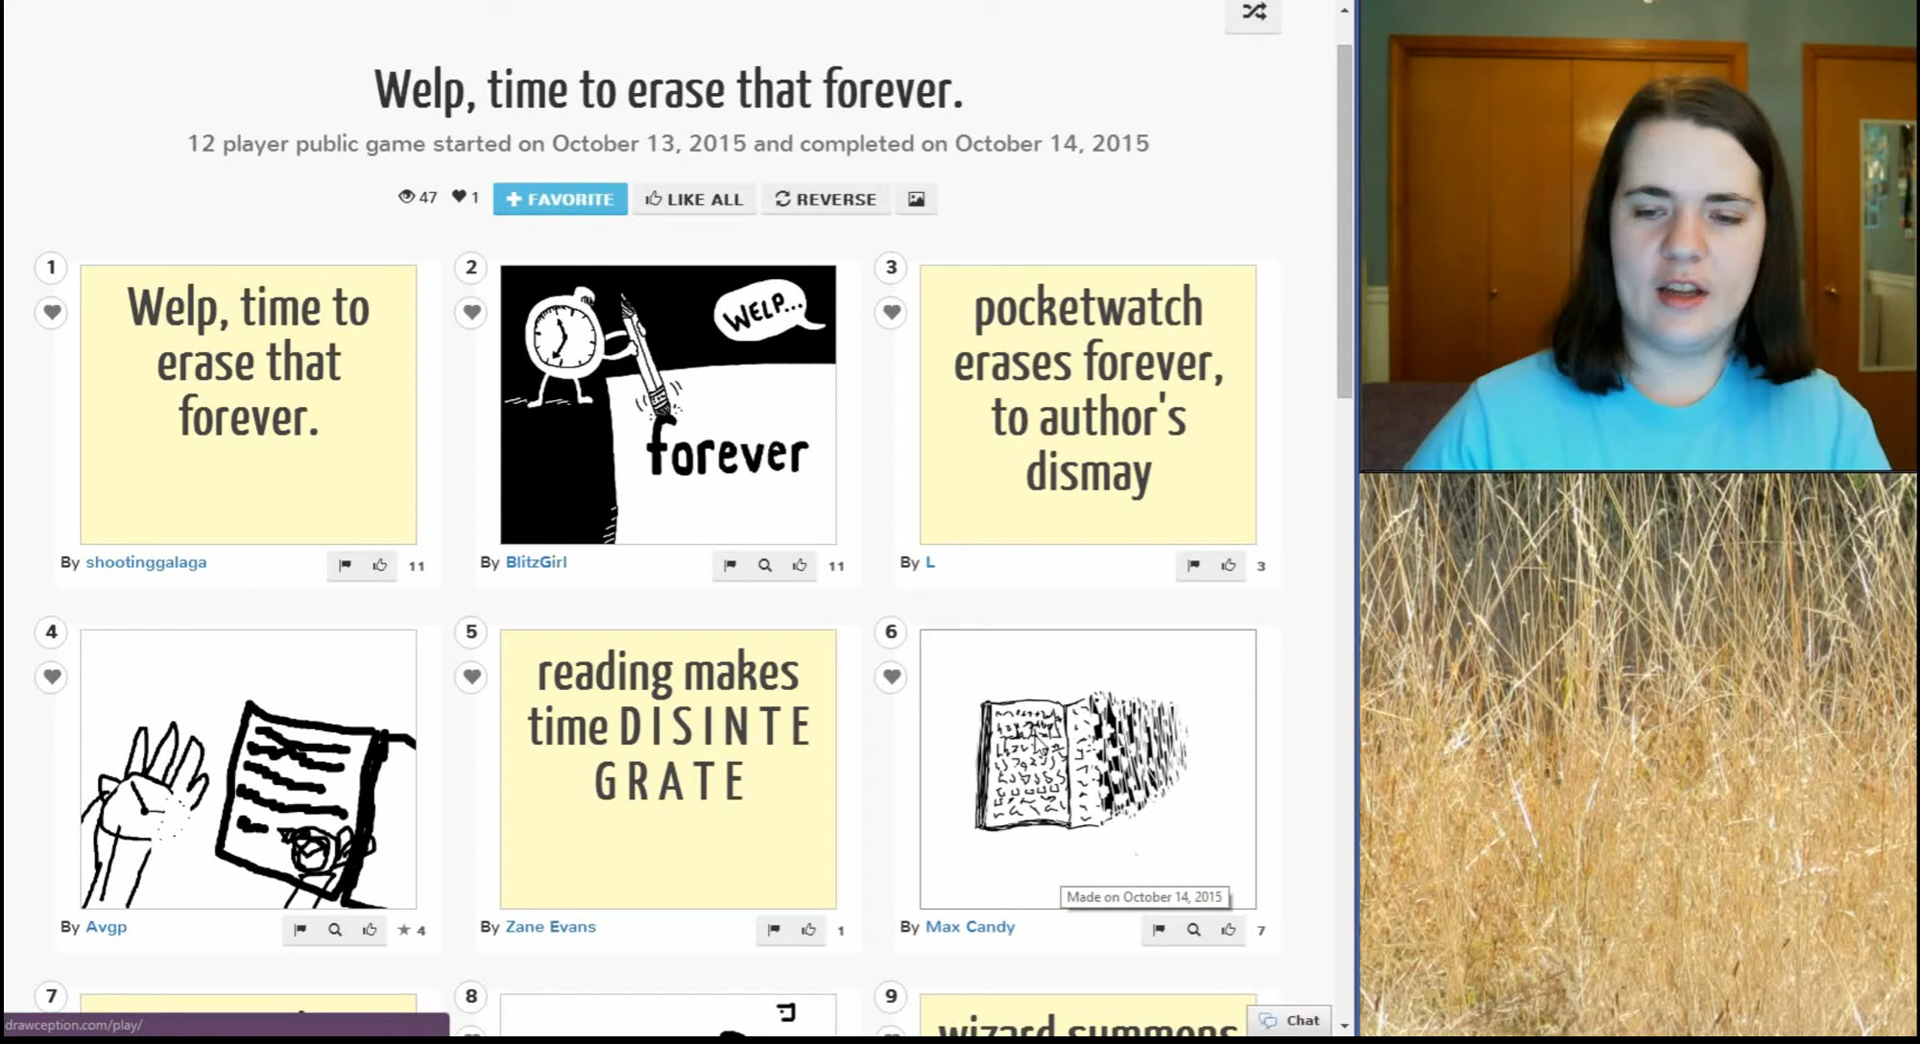 Welp, time to erase that forever.
12 player public game started on October 13, 2015 and completed on October 14, 2015
47 1 FAVORITE LIKE ALL REVERSE
1
Welp, time to
erase that
forever.
By shootinggalaga 11
2
WELP...
forever
By BlitzGirl 11
3
pocketwatch
erases forever,
to author's
dismay
By L 3
4
By Avgp 4
5
reading makes
time D I S I N T E
G R A T E
By Zane Evans 1
6
Made on October 14, 2015
By Max Candy 7
7
8
9
wizard summons
drawception.com/play/
Chat